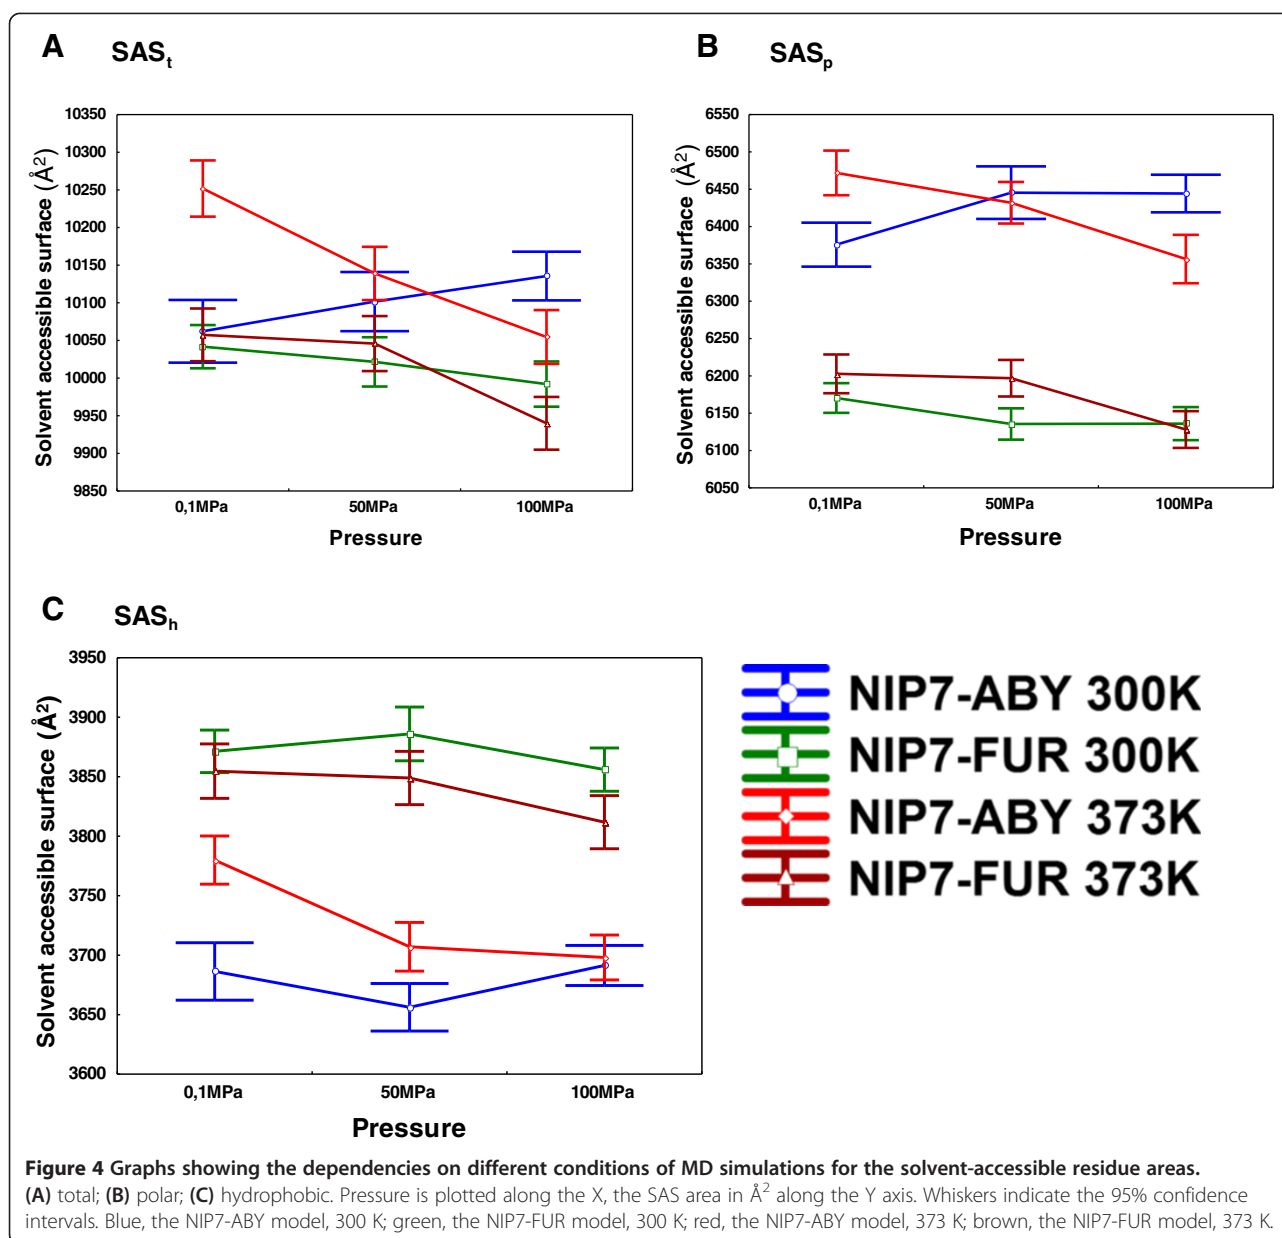 A SASt
Solvent accessible surface (Å²)
10350
10300
10250
10200
10150
10100
10050
10000
9950
9900
9850
0,1MPa 50MPa 100MPa
Pressure
B SASp
Solvent accessible surface (Å²)
6550
6500
6450
6400
6350
6300
6250
6200
6150
6100
6050
0,1MPa 50MPa 100MPa
Pressure
C SASh
Solvent accessible surface (Å²)
3950
3900
3850
3800
3750
3700
3650
3600
0,1MPa 50MPa 100MPa
Pressure
NIP7-ABY 300K
NIP7-FUR 300K
NIP7-ABY 373K
NIP7-FUR 373K
Figure 4 Graphs showing the dependencies on different conditions of MD simulations for the solvent-accessible residue areas.
(A) total; (B) polar; (C) hydrophobic. Pressure is plotted along the X, the SAS area in Å² along the Y axis. Whiskers indicate the 95% confidence
intervals. Blue, the NIP7-ABY model, 300 K; green, the NIP7-FUR model, 300 K; red, the NIP7-ABY model, 373 K; brown, the NIP7-FUR model, 373 K.